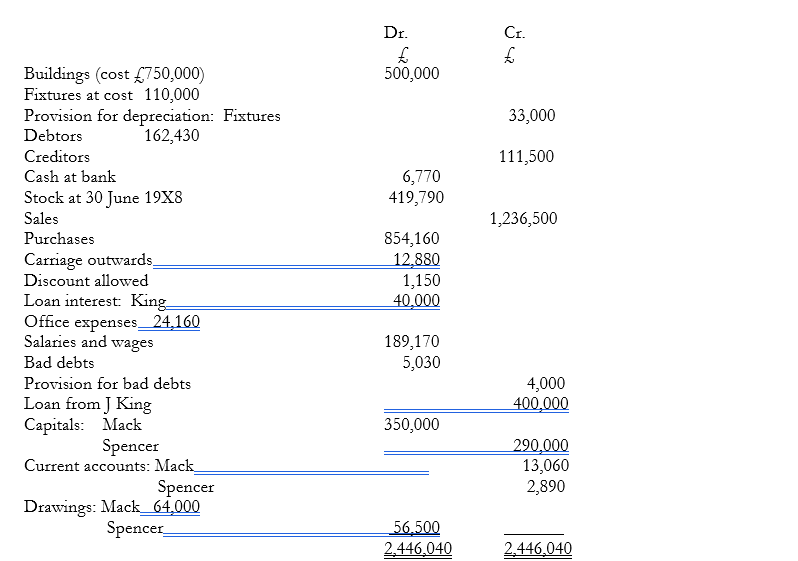 Dr. Cr.
£ £
Buildings (cost £750,000) 500,000
Fixtures at cost 110,000
Provision for depreciation: Fixtures 33,000
Debtors 162,430
Creditors 111,500
Cash at bank 6,770
Stock at 30 June 19X8 419,790
Sales 1,236,500
Purchases 854,160
Carriage outwards 12,880
Discount allowed 1,150
Loan interest: King 40,000
Office expenses 24,160
Salaries and wages 189,170
Bad debts 5,030
Provision for bad debts 4,000
Loan from J King 400,000
Capitals: Mack 350,000
Spencer 290,000
Current accounts: Mack 13,060
Spencer 2,890
Drawings: Mack 64,000
Spencer 56,500
2,446,040 2,446,040